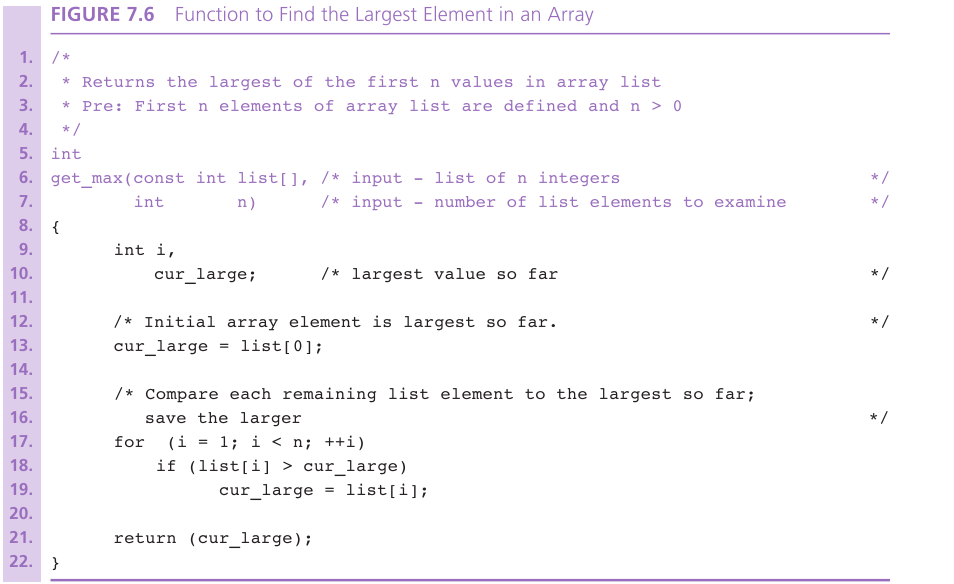 FIGURE 7.6 Function to Find the Largest Element in an Array
1. /*
2. * Returns the largest of the first n values in array list
3. * Pre: First n elements of array list are defined and n > 0
4. */
5. int
6. get_max(const int list[], /* input - list of n integers */
7. int n) /* input - number of list elements to examine */
8. {
9. int i,
10. cur_large; /* largest value so far */
11.
12. /* Initial array element is largest so far. */
13. cur_large = list[0];
14.
15. /* Compare each remaining list element to the largest so far;
16. save the larger */
17. for (i = 1; i < n; ++i)
18. if (list[i] > cur_large)
19. cur_large = list[i];
20.
21. return (cur_large);
22. }